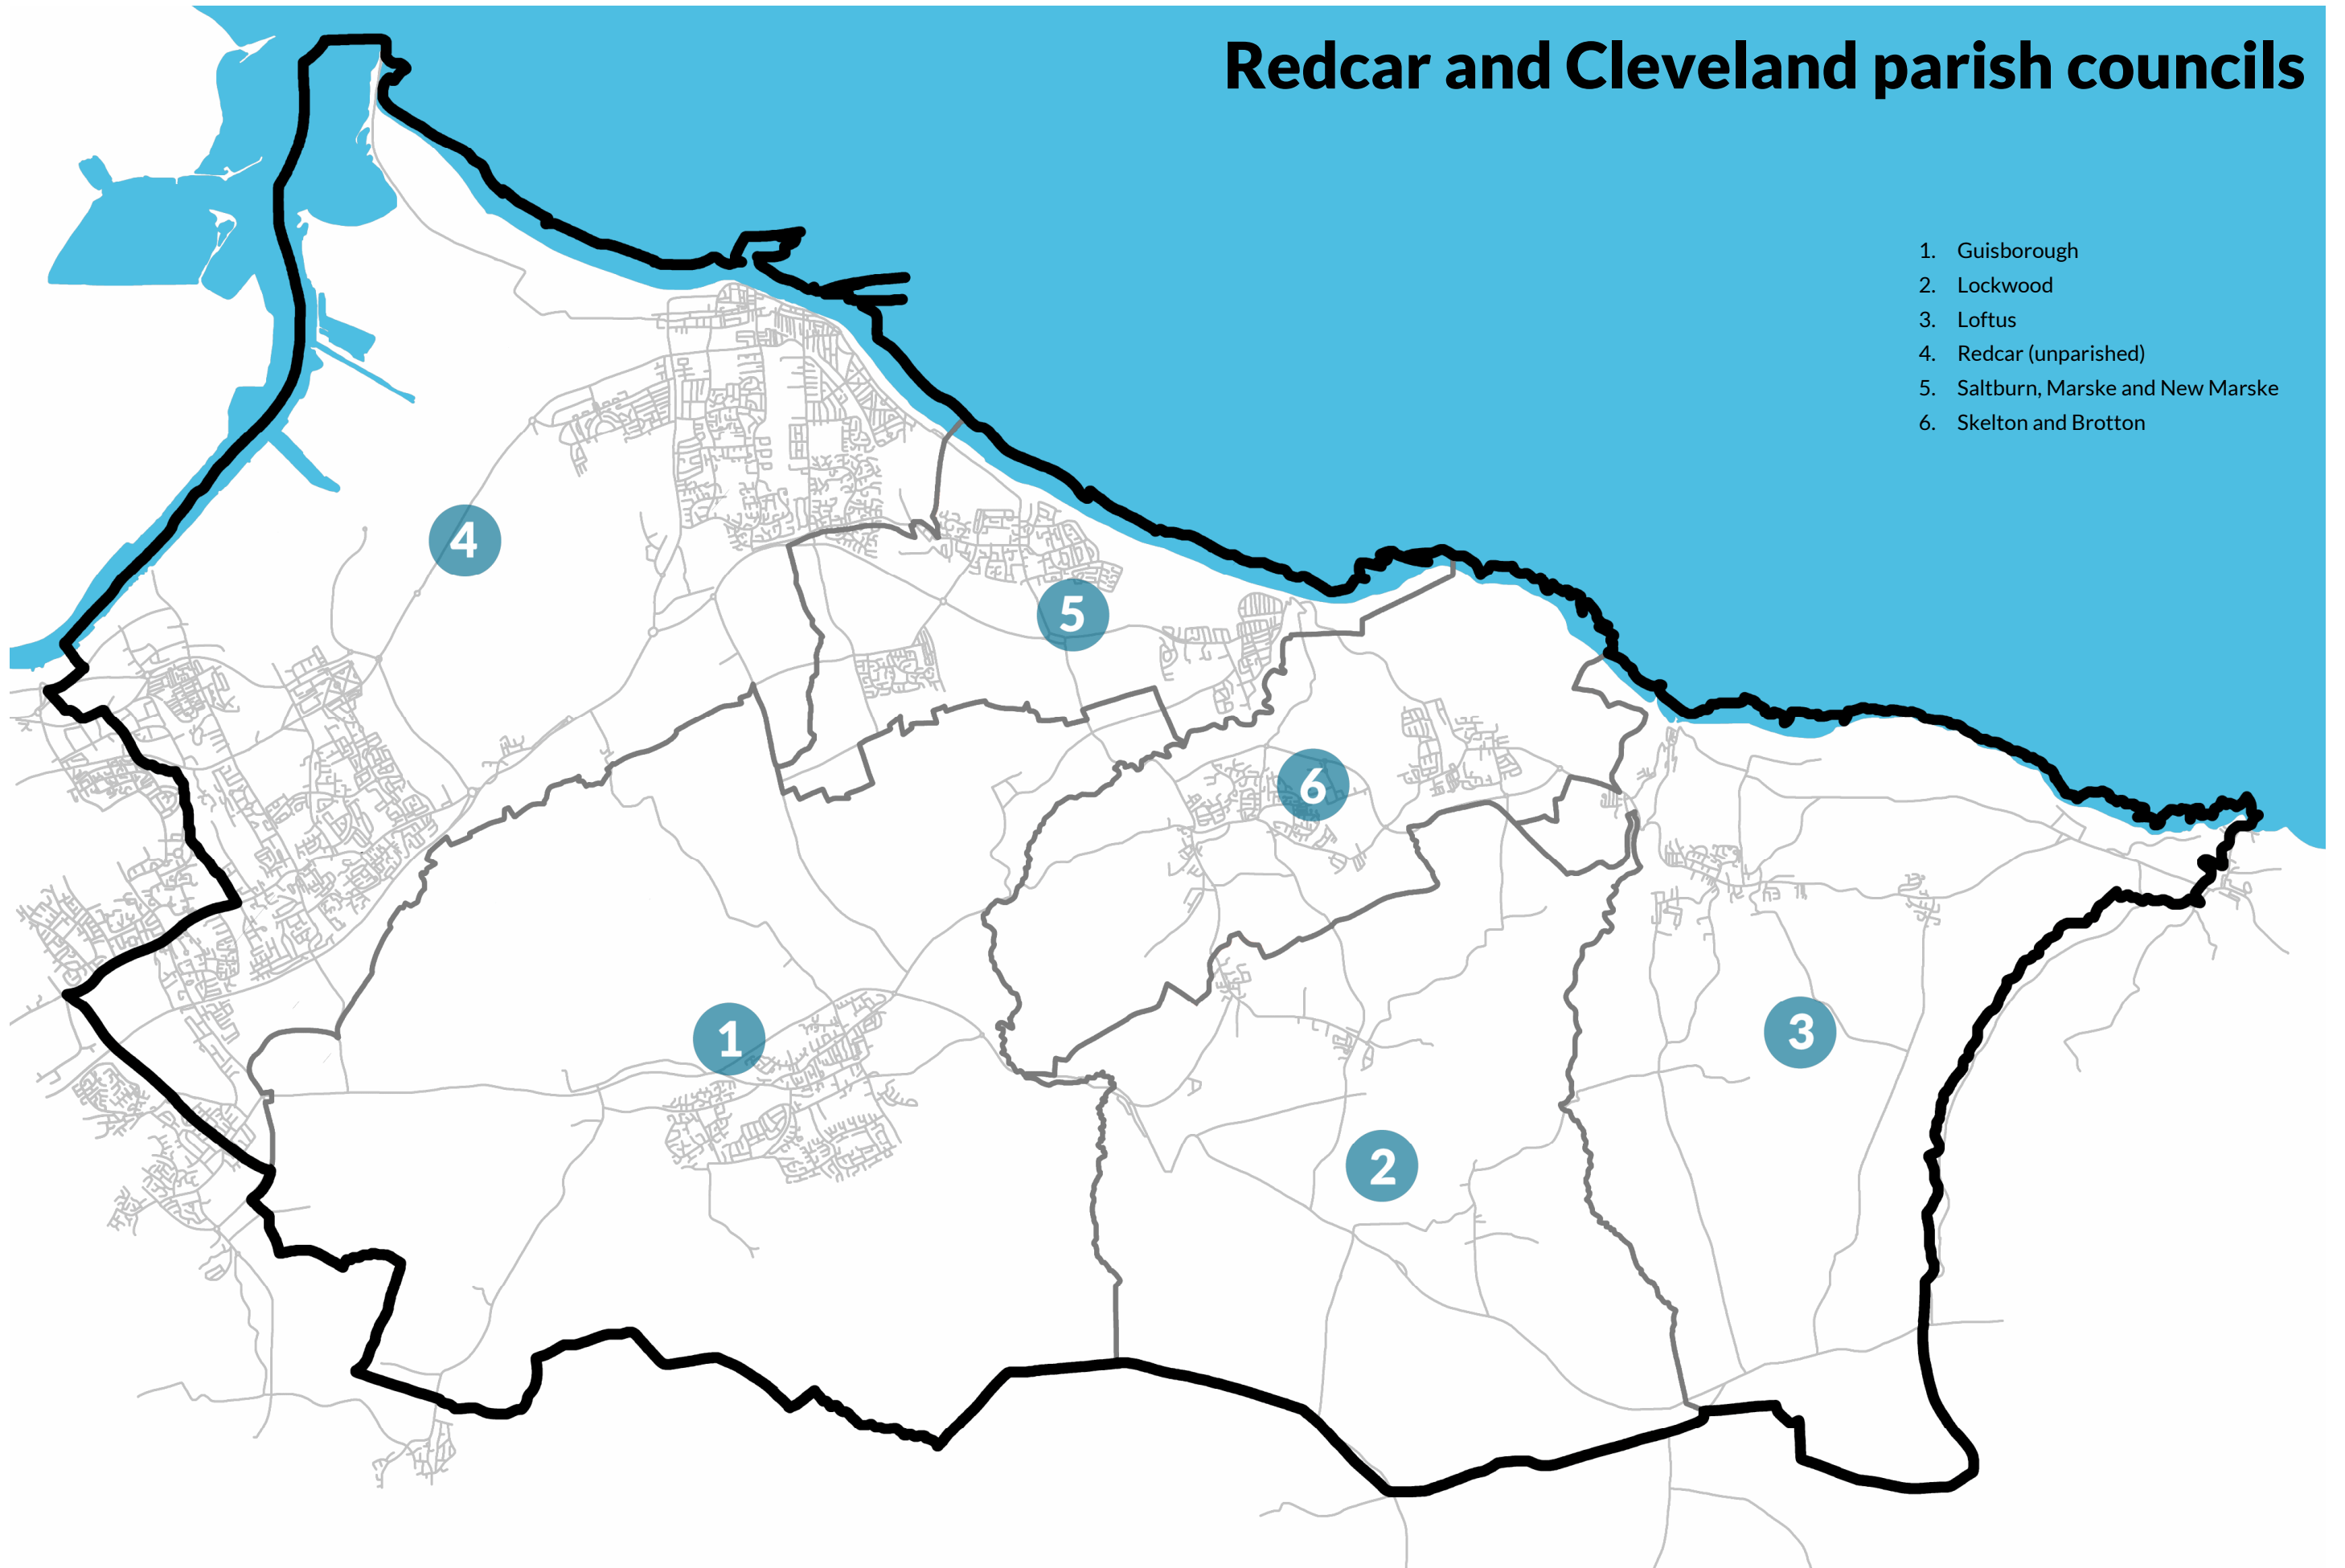 Redcar and Cleveland parish councils
1. Guisborough
2. Lockwood
3. Loftus
4. Redcar (unparished)
5. Saltburn, Marske and New Marske
6. Skelton and Brotton
4
5
6
1
3
2